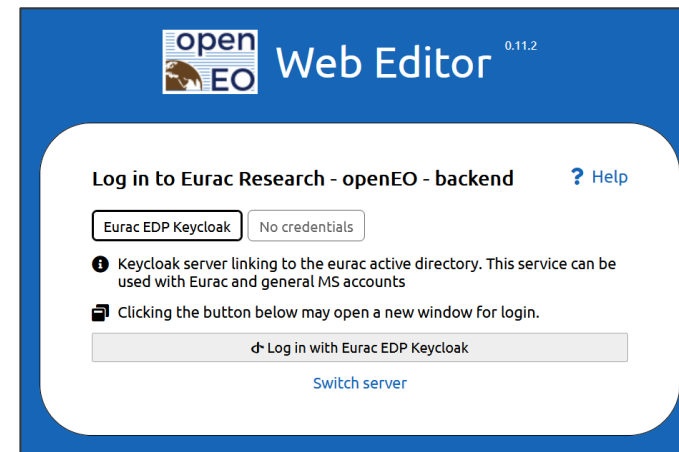 open
EO
Web Editor 0.11.2
Log in to Eurac Research - openEO - backend
? Help
Eurac EDP Keycloak
No credentials
Keycloak server linking to the eurac active directory. This service can be
used with Eurac and general MS accounts
Clicking the button below may open a new window for login.
Log in with Eurac EDP Keycloak
Switch server